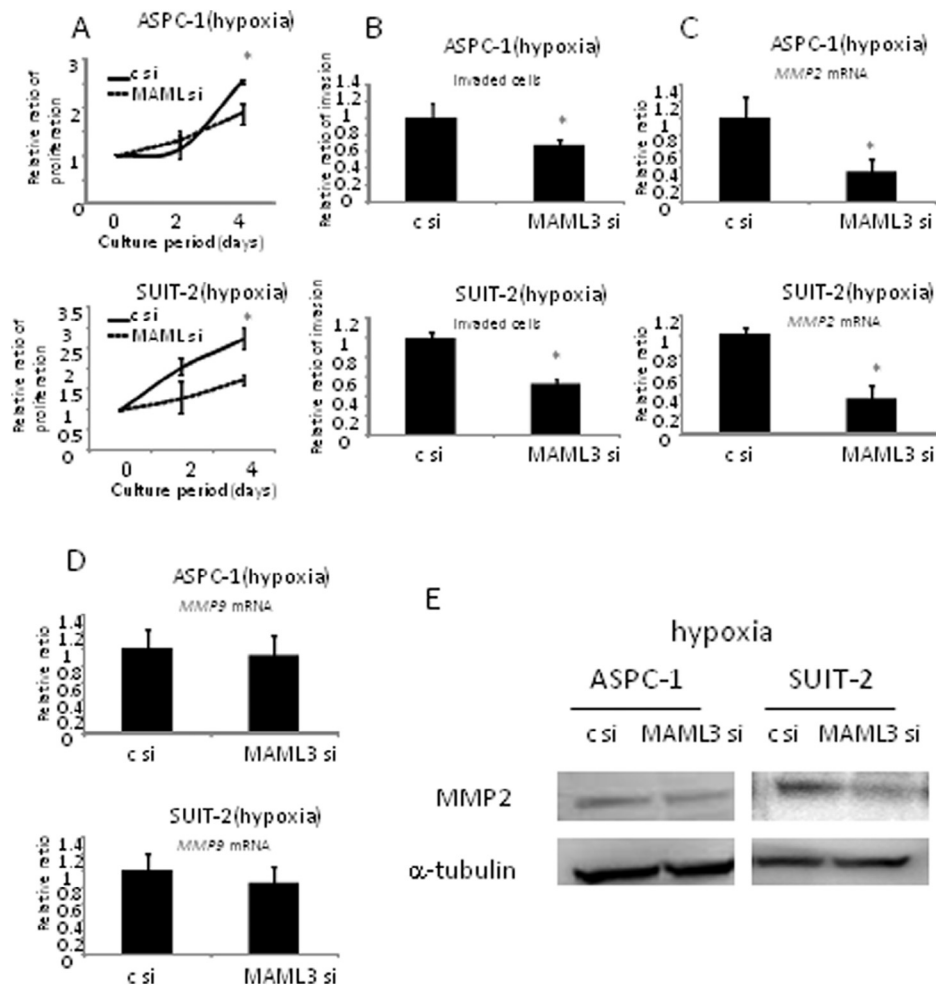 A
ASPC-1(hypoxia)
Relative ratio of proliferation
3
2
1
0
c si
MAML si
*
0 2 4
Culture period (days)
SUIT-2(hypoxia)
Relative ratio of proliferation
35
3
25
2
15
1
05
0
c si
MAML si
*
0 2 4
Culture period (days)
B
ASPC-1(hypoxia)
Invaded cells
Relative ratio of invasion
1.4
1.2
1
0.8
0.6
0.4
0.2
0
*
c si MAML3 si
SUIT-2(hypoxia)
Invaded cells
Relative ratio of invasion
1.2
1
0.8
0.6
0.4
0.2
0
*
c si MAML3 si
C
ASPC-1(hypoxia)
MMP2 mRNA
Relative ratio
1.4
1.2
1
0.8
0.6
0.4
0.2
0
*
c si MAML3 si
SUIT-2(hypoxia)
MMP2 mRNA
Relative ratio
1.2
1
0.8
0.6
0.4
0.2
0
*
c si MAML3 si
D
ASPC-1(hypoxia)
MMP9 mRNA
Relative ratio
1.4
1.2
1
0.8
0.6
0.4
0.2
0
c si MAML3 si
SUIT-2(hypoxia)
MMP9 mRNA
Relative ratio
1.4
1.2
1
0.8
0.6
0.4
0.2
0
c si MAML3 si
E
hypoxia
ASPC-1 SUIT-2
c si MAML3 si c si MAML3 si
MMP2
α-tubulin